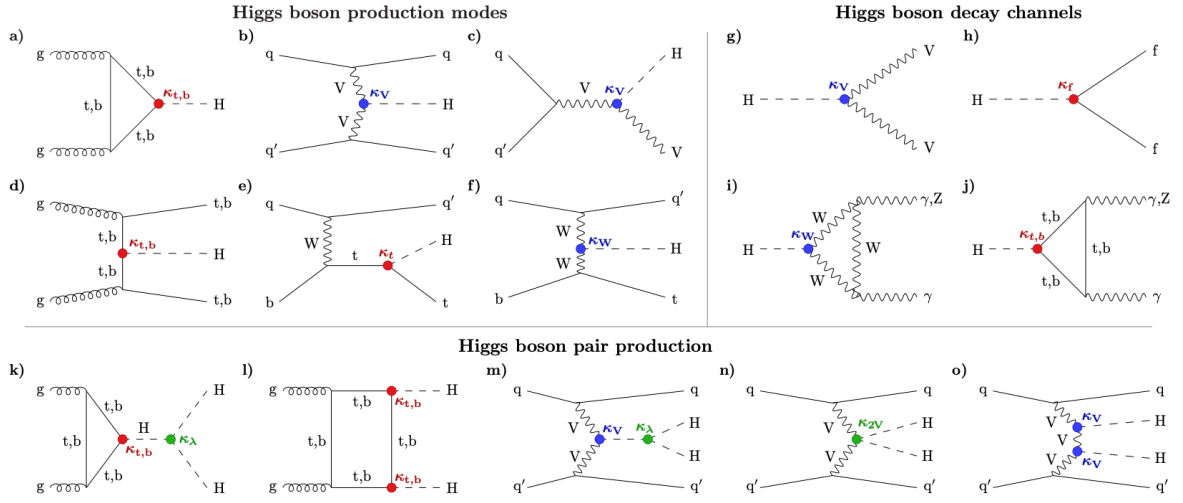 Higgs boson production modes
Higgs boson decay channels
a)
g
t,b
t,b
t,b
g
κt,b
H
b)
q
q
V
κV
H
V
q′
q′
c)
q
H
V
κV
q′
V
g)
H
κV
V
V
h)
H
κf
f
f
d)
g
t,b
t,b
κt,b
H
t,b
g
t,b
e)
q
q′
W
H
t
κt
b
t
f)
q
q′
W
κW
H
W
b
t
i)
H
κW
W
W
W
γ,Z
γ
j)
H
κt,b
t,b
t,b
t,b
γ,Z
γ
Higgs boson pair production
k)
g
t,b
t,b
t,b
g
H
κt,b
κλ
H
H
l)
g
t,b
t,b
t,b
t,b
g
κt,b
κt,b
H
H
m)
q
q
V
κV
κλ
H
V
H
q′
q′
n)
q
q
V
κ2V
H
V
H
q′
q′
o)
q
q
V
κV
H
V
V
κV
H
q′
q′